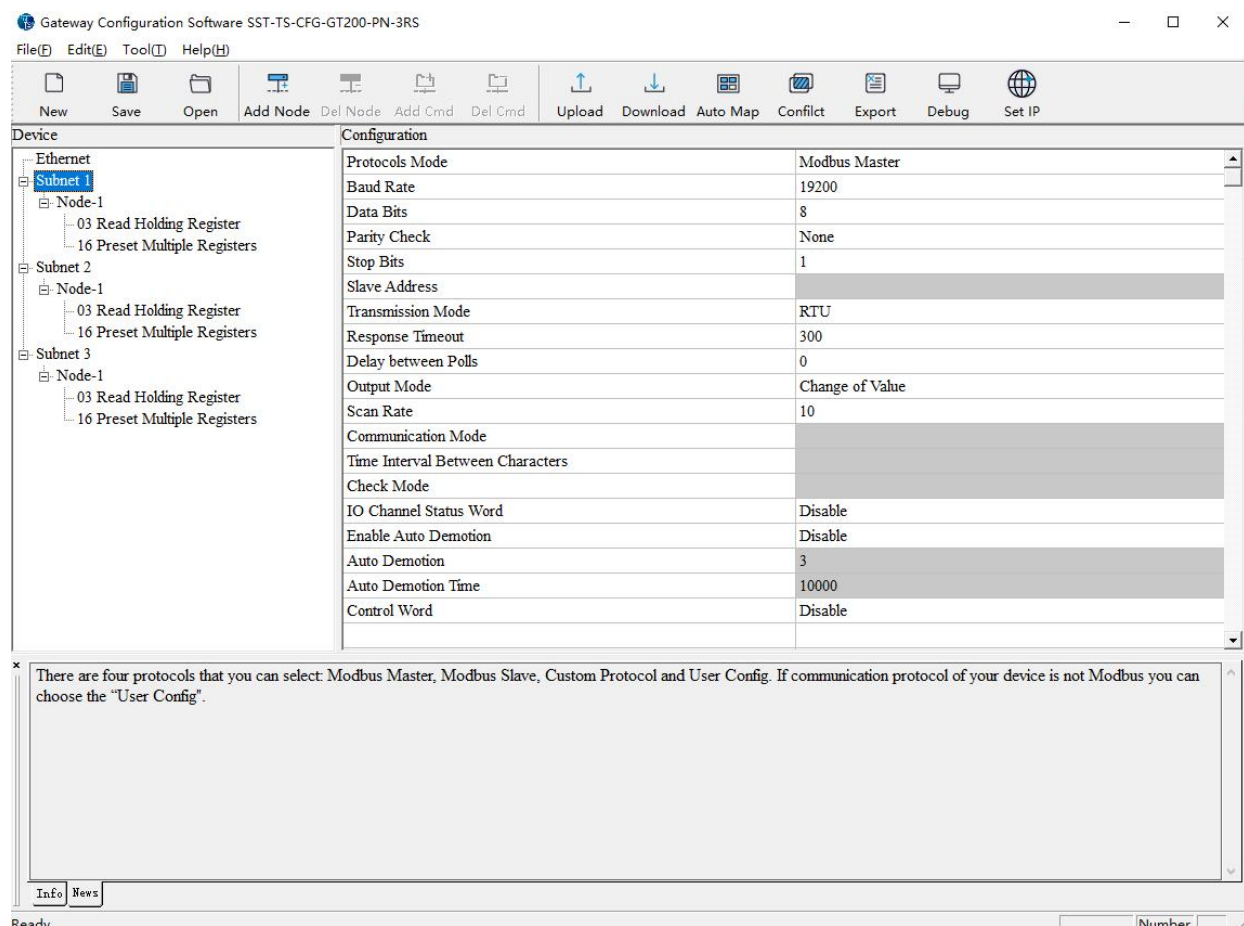 Gateway Configuration Software SST-TS-CFG-GT200-PN-3RS
File(F) Edit(E) Tool(T) Help(H)
New Save Open Add Node Del Node Add Cmd Del Cmd Upload Download Auto Map Confilct Export Debug Set IP
Device
Ethernet
Subnet 1
Node-1
03 Read Holding Register
16 Preset Multiple Registers
Subnet 2
Node-1
03 Read Holding Register
16 Preset Multiple Registers
Subnet 3
Node-1
03 Read Holding Register
16 Preset Multiple Registers
Configuration
Protocols Mode Modbus Master
Baud Rate 19200
Data Bits 8
Parity Check None
Stop Bits 1
Slave Address
Transmission Mode RTU
Response Timeout 300
Delay between Polls 0
Output Mode Change of Value
Scan Rate 10
Communication Mode
Time Interval Between Characters
Check Mode
IO Channel Status Word Disable
Enable Auto Demotion Disable
Auto Demotion 3
Auto Demotion Time 10000
Control Word Disable
There are four protocols that you can select: Modbus Master, Modbus Slave, Custom Protocol and User Config. If communication protocol of your device is not Modbus you can
choose the “User Config".
Info News
Ready Number